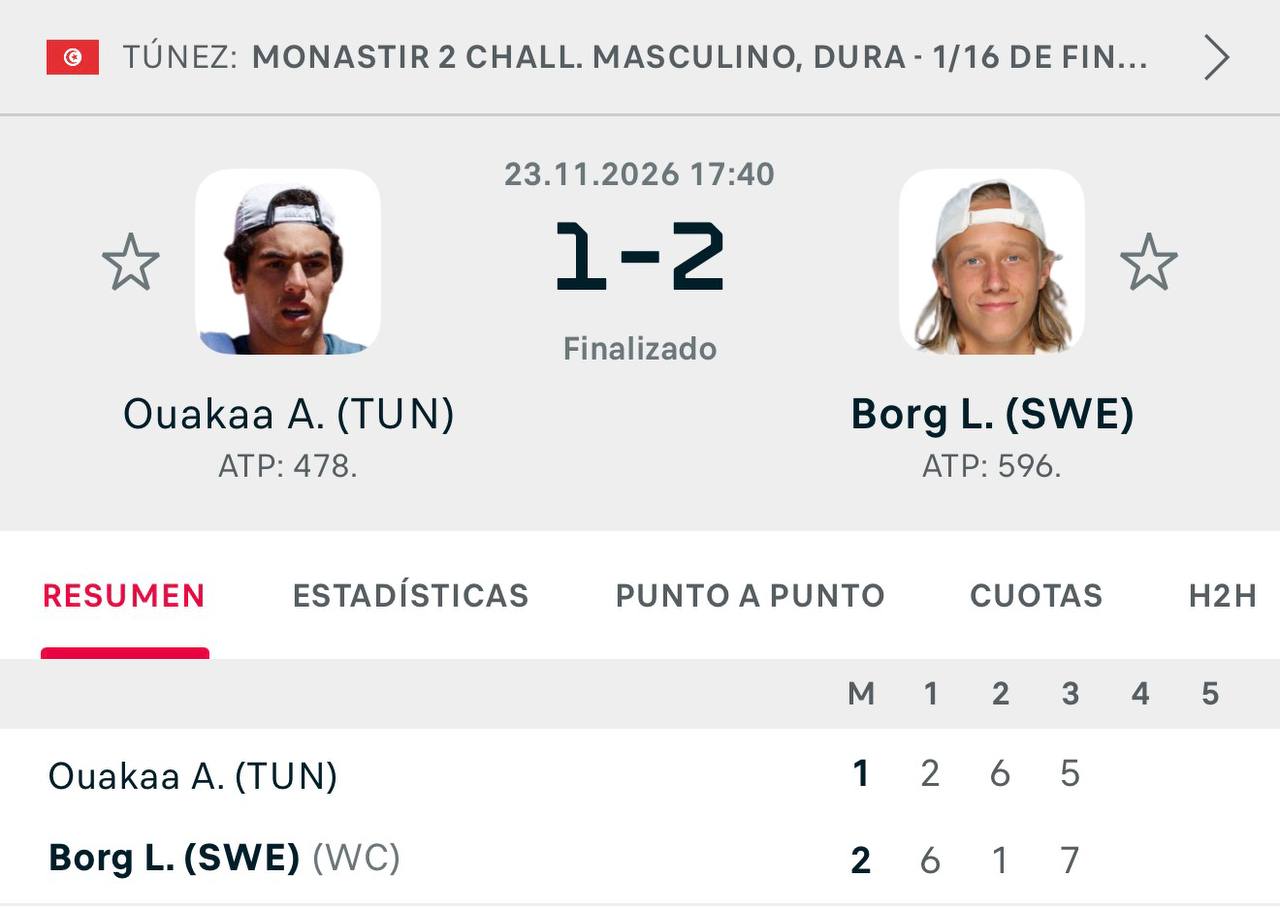 TÚNEZ: MONASTIR 2 CHALL. MASCULINO, DURA - 1/16 DE FIN...
23.11.2026 17:40
1-2
Finalizado
Ouakaa A. (TUN)
ATP: 478.
Borg L. (SWE)
ATP: 596.
RESUMEN ESTADÍSTICAS PUNTO A PUNTO CUOTAS H2H
M 1 2 3 4 5
Ouakaa A. (TUN) 1 2 6 5
Borg L. (SWE) (WC) 2 6 1 7